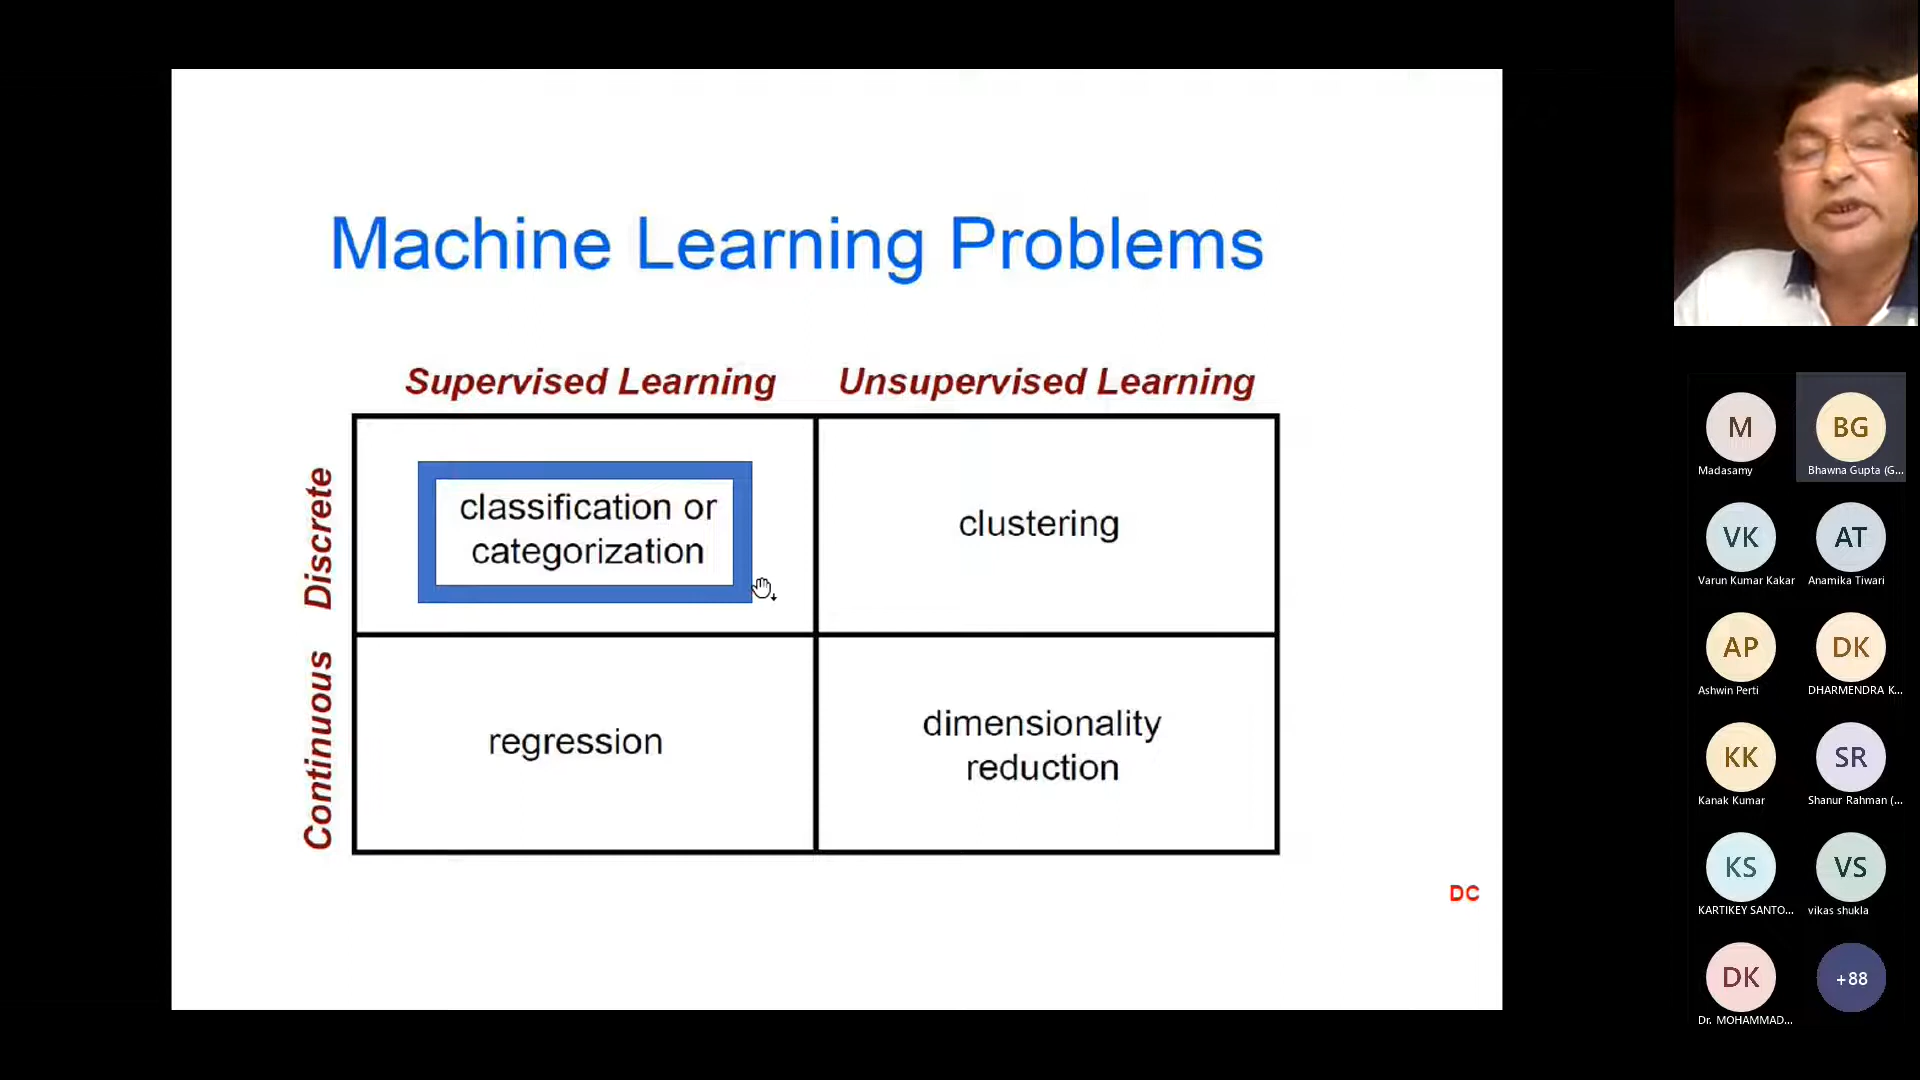 Machine Learning Problems
Supervised Learning
Unsupervised Learning
Discrete
classification or
categorization
clustering
Continuous
regression
dimensionality
reduction
DC
M
Madasamy
BG
Bhawna Gupta (G...
VK
Varun Kumar Kakar
AT
Anamika Tiwari
AP
Ashwin Perti
DK
DHARMENDRA K...
KK
Kanak Kumar
SR
Shanur Rahman (...
KS
KARTIKEY SANTO...
VS
vikas shukla
DK
Dr. MOHAMMAD...
+88